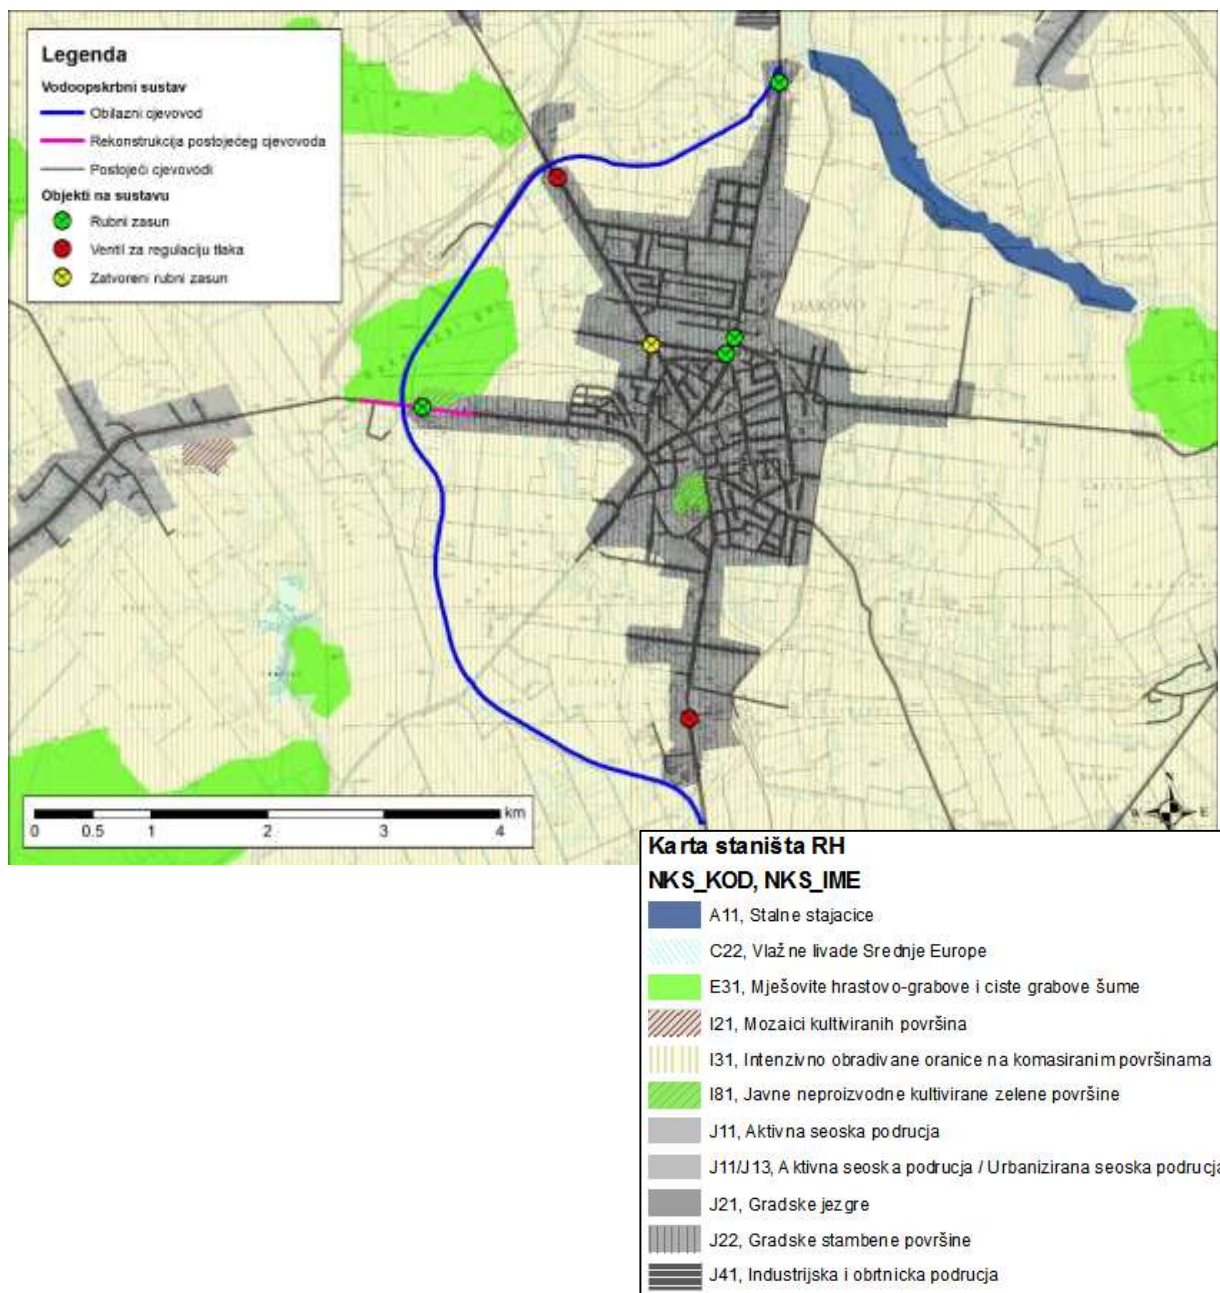 Legenda
Vodoopskrbni sustav
Obilazni cjevovod
Rekonstrukcija postojećeg cjevovoda
Postojeći cjevovodi
Objekti na sustavu
Rubni zasun
Ventil za regulaciju tlaka
Zatvoreni rubni zasun
ĐAKOVO
km
0 0.5 1 2 3 4
E
Karta staništa RH
NKS_KOD, NKS_IME
A11, Stalne stajacice
C22, Vlažne livade Srednje Europe
E31, Mješovite hrastovo-grabove i ciste grabove šume
I21, Mozaici kultiviranih površina
I31, Intenzivno obradivane oranice na komasiranim površinama
I81, Javne neproizvodne kultivirane zelene površine
J11, Aktivna seoska podrucja
J11/J13, Aktivna seoska podrucja / Urbanizirana seoska podrucja
J21, Gradske jezgre
J22, Gradske stambene površine
J41, Industrijska i obrtnicka podrucja